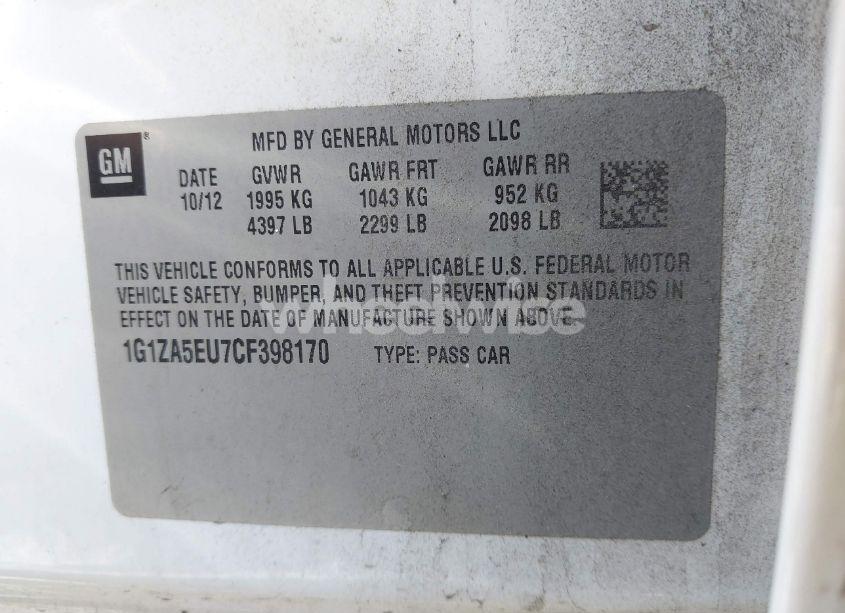 GM®
MFD BY GENERAL MOTORS LLC
DATE GVWR GAWR FRT GAWR RR
10/12 1995 KG 1043 KG 952 KG
4397 LB 2299 LB 2098 LB
THIS VEHICLE CONFORMS TO ALL APPLICABLE U.S. FEDERAL MOTOR
VEHICLE SAFETY, BUMPER, AND THEFT PREVENTION STANDARDS IN
EFFECT ON THE DATE OF MANUFACTURE SHOWN ABOVE.
1G1ZA5EU7CF398170 TYPE: PASS CAR